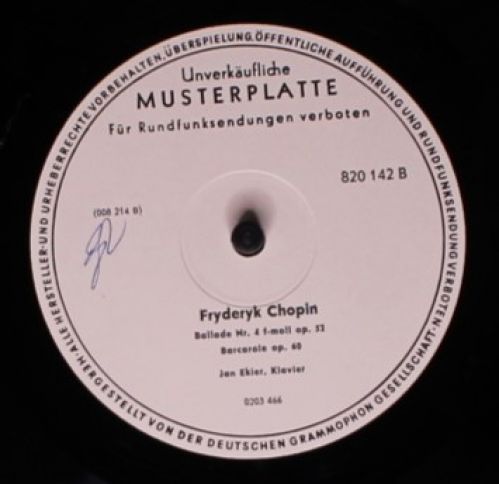 ALLE HERSTELLER-UND URHEBERRECHTE VORBEHALTEN, ÜBERSPIELUNG, ÖFFENTLICHE AUFFÜHRUNG UND RUNDFUNKSENDUNG VERBOTEN.
HERGESTELLT VON DER DEUTSCHEN GRAMMOPHON GESELLSCHAFT
Unverkäufliche
MUSTERPLATTE
Für Rundfunksendungen verboten
820 142 B
(008 214 B)
Fryderyk Chopin
Ballade Nr. 4 f-moll op. 52
Barcarole op. 60
Jan Ekier, Klavier
0203 466